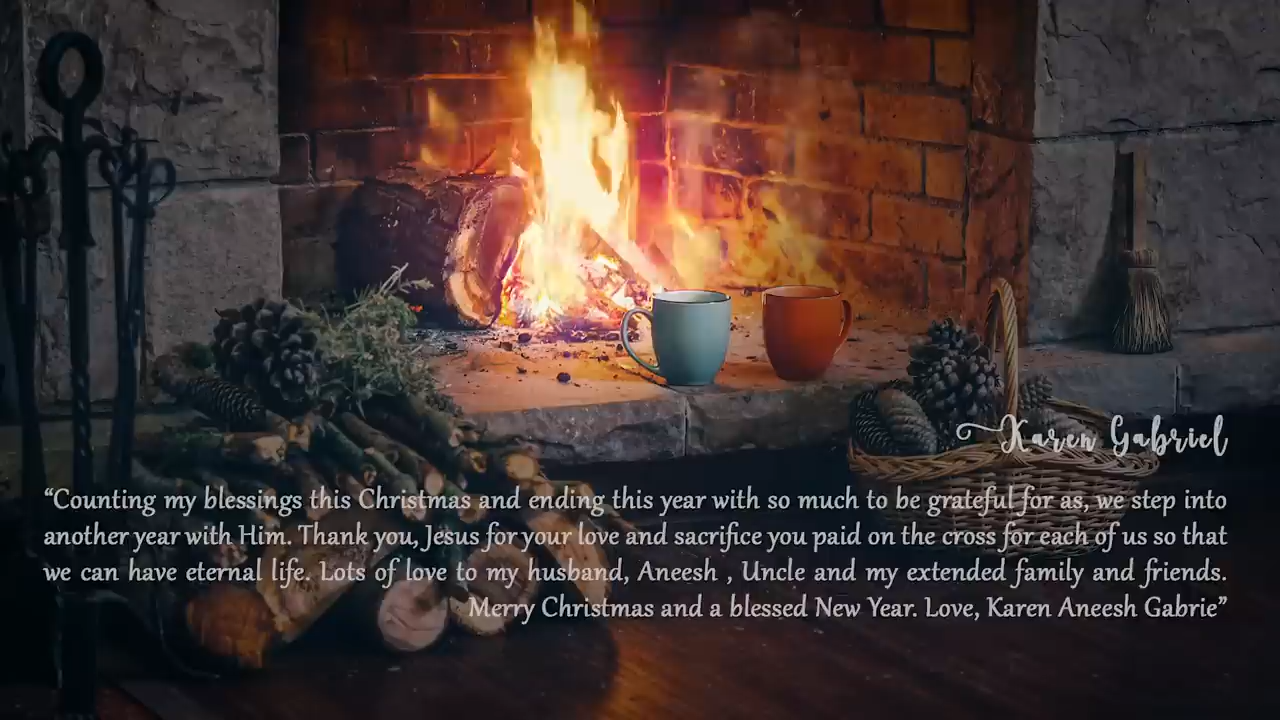 Karen Gabriel
“Counting my blessings this Christmas and ending this year with so much to be grateful for as, we step into
another year with Him. Thank you, Jesus for your love and sacrifice you paid on the cross for each of us so that
we can have eternal life. Lots of love to my husband, Aneesh , Uncle and my extended family and friends.
Merry Christmas and a blessed New Year. Love, Karen Aneesh Gabrie”